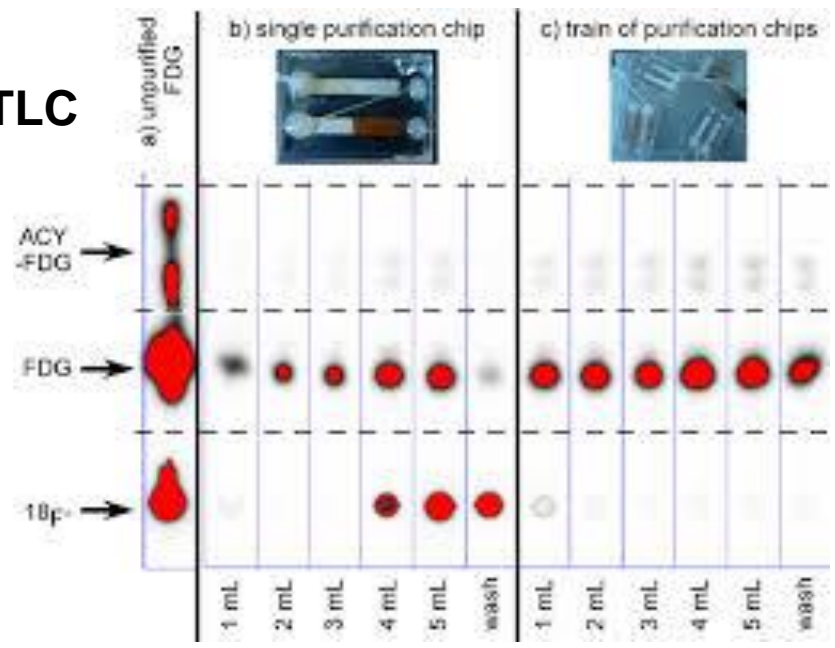 TLC
a) unpurified
FDG
b) single purification chip
c) train of purification chips
ACY
-FDG
FDG
18F-
1 mL
2 mL
3 mL
4 mL
5 mL
wash
1 mL
2 mL
3 mL
4 mL
5 mL
wash